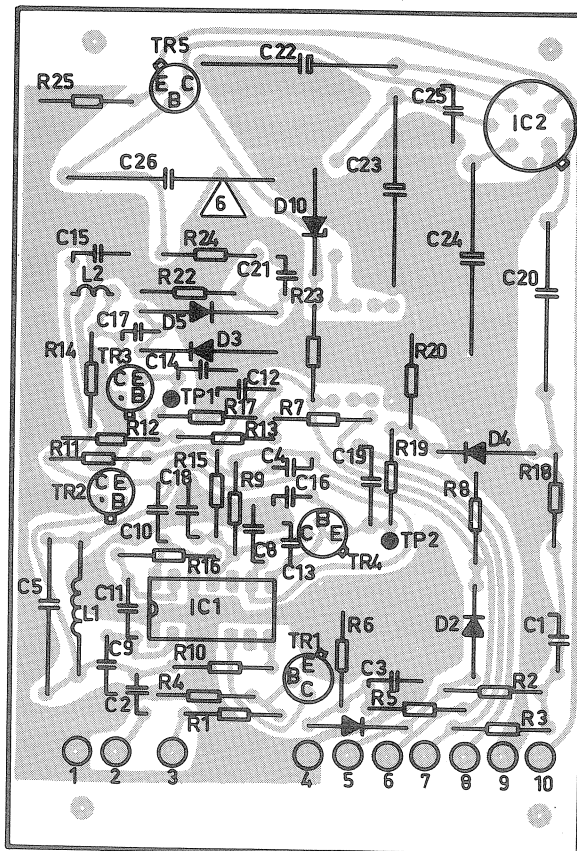 TR5
C22
R25
E C
B
C25
IC2
C26
C23
6
D10
C24
C15
R24
C21
C20
L2
R22
R23
D5
C17
R14
TR3
D3
R20
C14
C E
B
TP1
C12
R17
R7
R12
R13
R11
C4
C19
R19
D4
R18
TR2
C E
B
R15
R9
C16
R8
C18
C10
C8
B
C E
TP2
C13
TR4
R16
C5
C11
IC1
L1
R6
D2
C1
TR1
C9
R10
E
B
C
C3
C2
R4
R2
R5
R1
R3
1 2 3 4 5 6 7 8 9 10